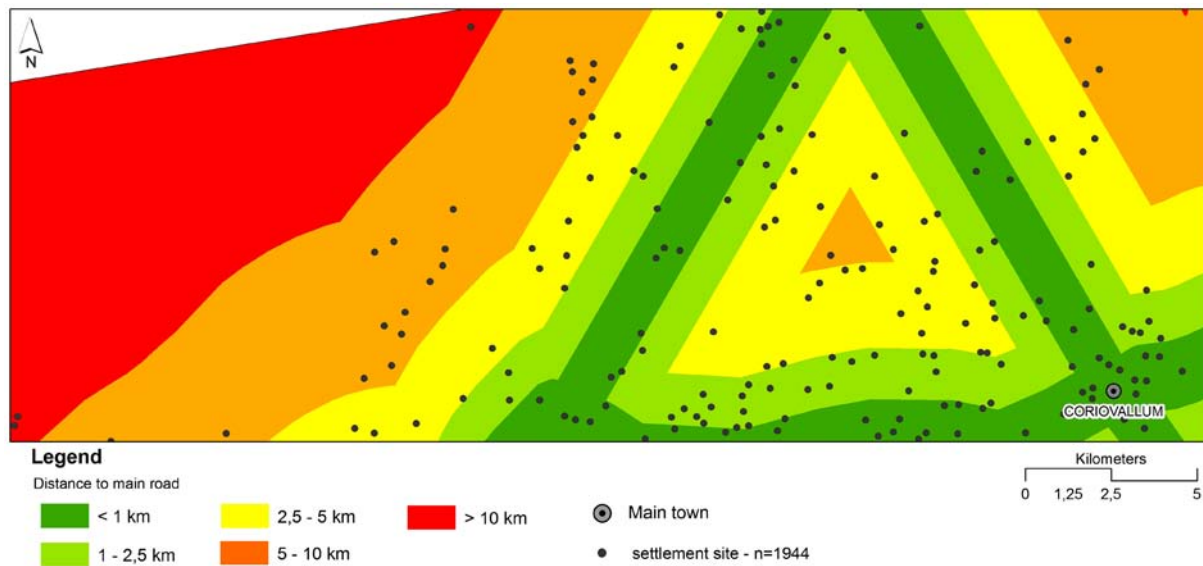 N
CORIOVALLUM
Legend
Distance to main road
< 1 km
1 - 2,5 km
2,5 - 5 km
5 - 10 km
> 10 km
Main town
settlement site - n=1944
Kilometers
0 1,25 2,5 5